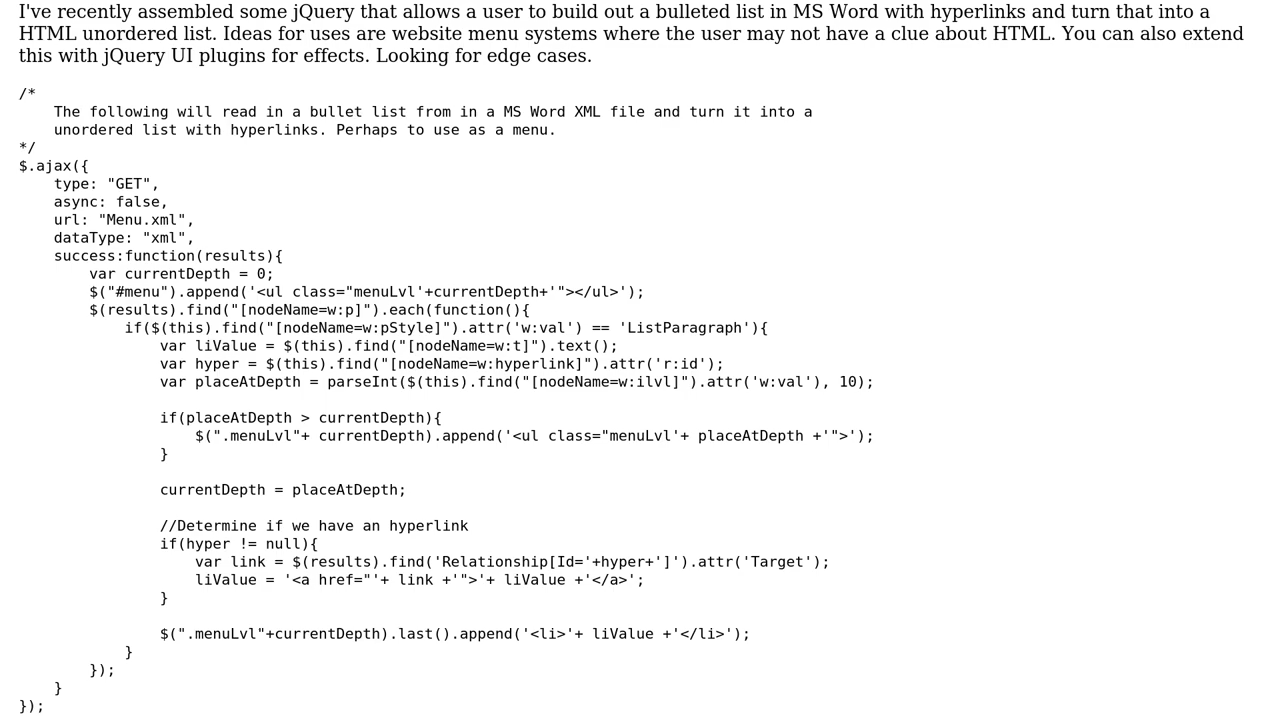 I've recently assembled some jQuery that allows a user to build out a bulleted list in MS Word with hyperlinks and turn that into a
HTML unordered list. Ideas for uses are website menu systems where the user may not have a clue about HTML. You can also extend
this with jQuery UI plugins for effects. Looking for edge cases.
/*
    The following will read in a bullet list from in a MS Word XML file and turn it into a
    unordered list with hyperlinks. Perhaps to use as a menu.
*/
$.ajax({
    type: "GET",
    async: false,
    url: "Menu.xml",
    dataType: "xml",
    success:function(results){
        var currentDepth = 0;
        $("#menu").append('<ul class="menuLvl'+currentDepth+'"></ul>');
        $(results).find("[nodeName=w:p]").each(function(){
            if($(this).find("[nodeName=w:pStyle]").attr('w:val') == 'ListParagraph'){
                var liValue = $(this).find("[nodeName=w:t]").text();
                var hyper = $(this).find("[nodeName=w:hyperlink]").attr('r:id');
                var placeAtDepth = parseInt($(this).find("[nodeName=w:ilvl]").attr('w:val'), 10);

                if(placeAtDepth > currentDepth){
                    $(".menuLvl"+ currentDepth).append('<ul class="menuLvl'+ placeAtDepth +'">');
                }

                currentDepth = placeAtDepth;

                //Determine if we have an hyperlink
                if(hyper != null){
                    var link = $(results).find('Relationship[Id='+hyper+']').attr('Target');
                    liValue = '<a href="'+ link +'">'+ liValue +'</a>';
                }

                $(".menuLvl"+currentDepth).last().append('<li>'+ liValue +'</li>');
            }
        });
    }
});